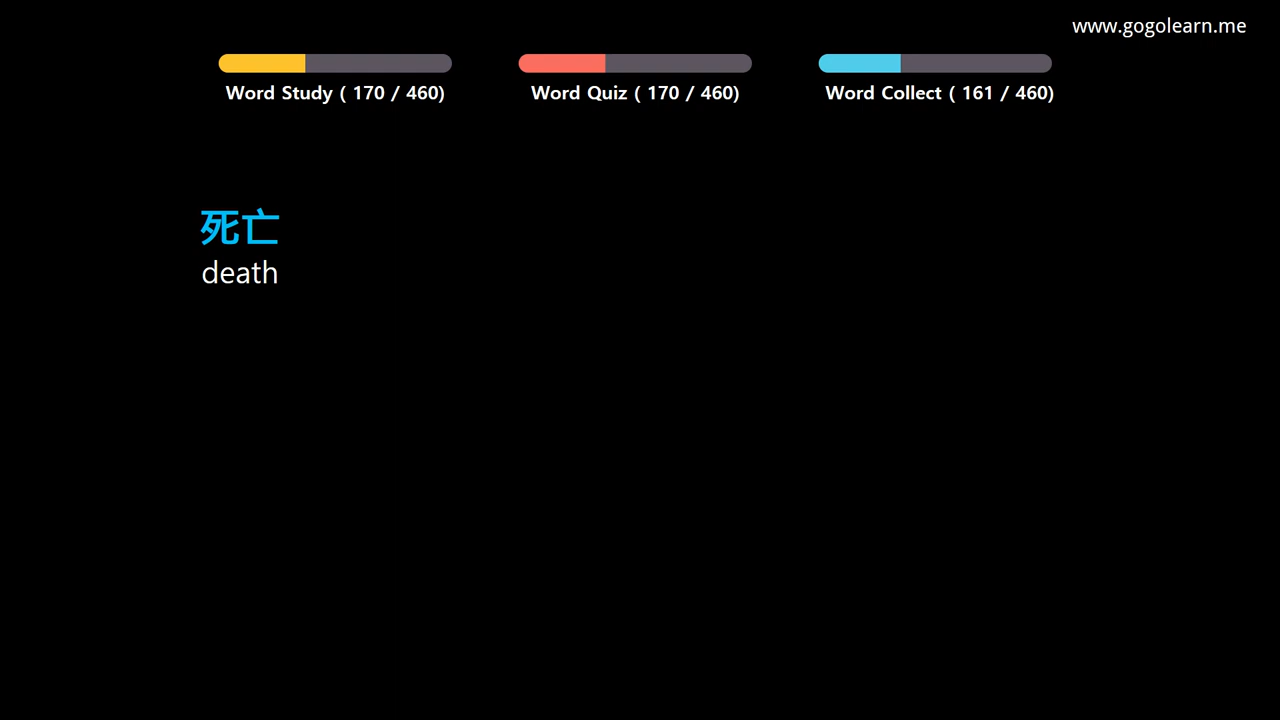 www.gogolearn.me
Word Study ( 170 / 460)
Word Quiz ( 170 / 460)
Word Collect ( 161 / 460)
死亡
death